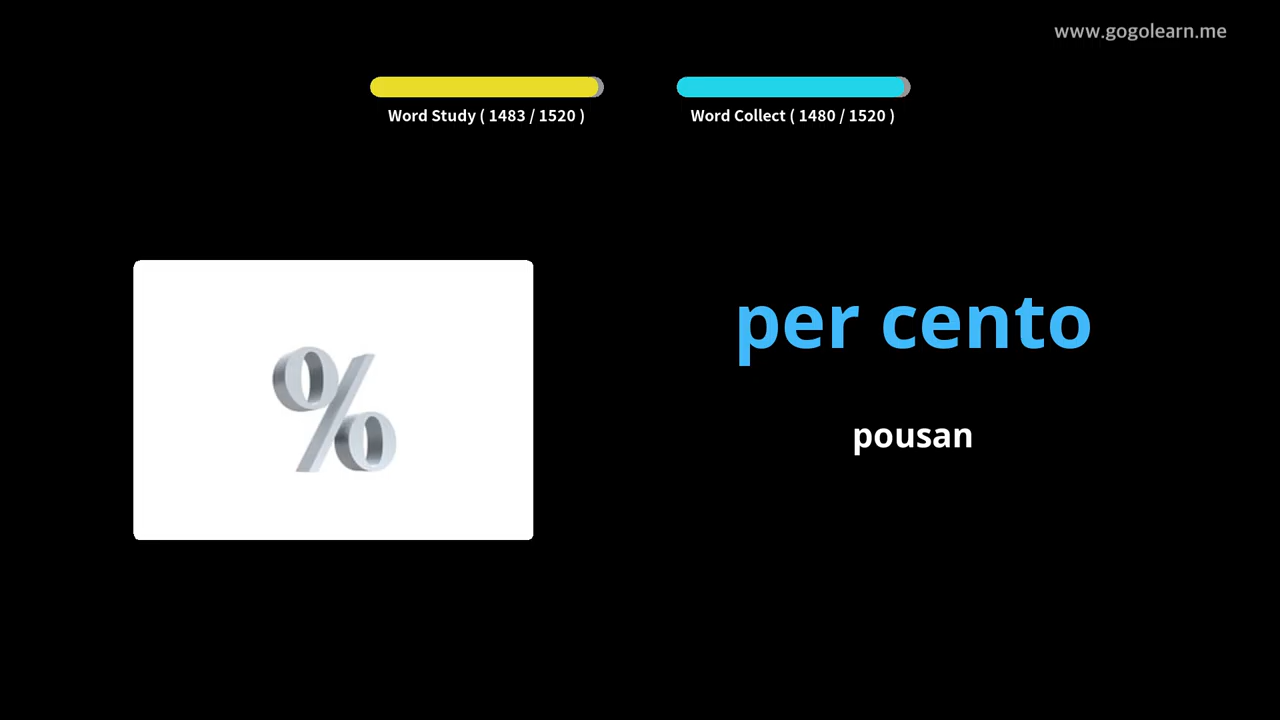 www.gogolearn.me
Word Study ( 1483 / 1520 )
Word Collect ( 1480 / 1520 )
%
per cento
pousan